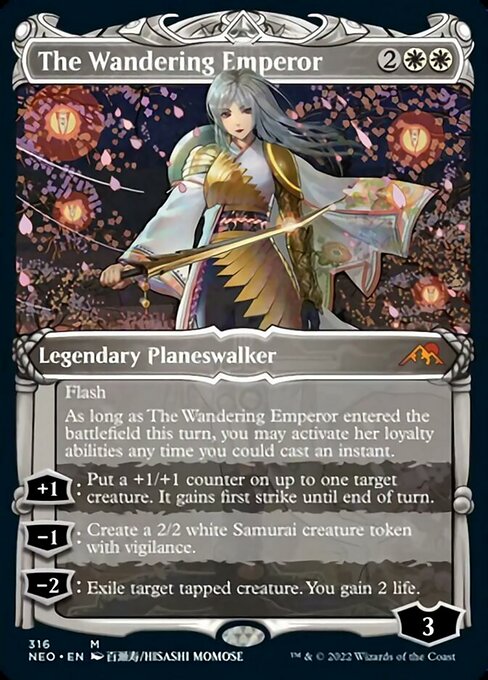 The Wandering Emperor 2
Legendary Planeswalker
Flash
As long as The Wandering Emperor entered the
battlefield this turn, you may activate her loyalty
abilities any time you could cast an instant.
+1: Put a +1/+1 counter on up to one target
creature. It gains first strike until end of turn.
-1: Create a 2/2 white Samurai creature token
with vigilance.
-2: Exile target tapped creature. You gain 2 life.
3
316 M
NEO • EN 百瀬寿/HISASHI MOMOSE
™ & © 2022 Wizards of the Coast